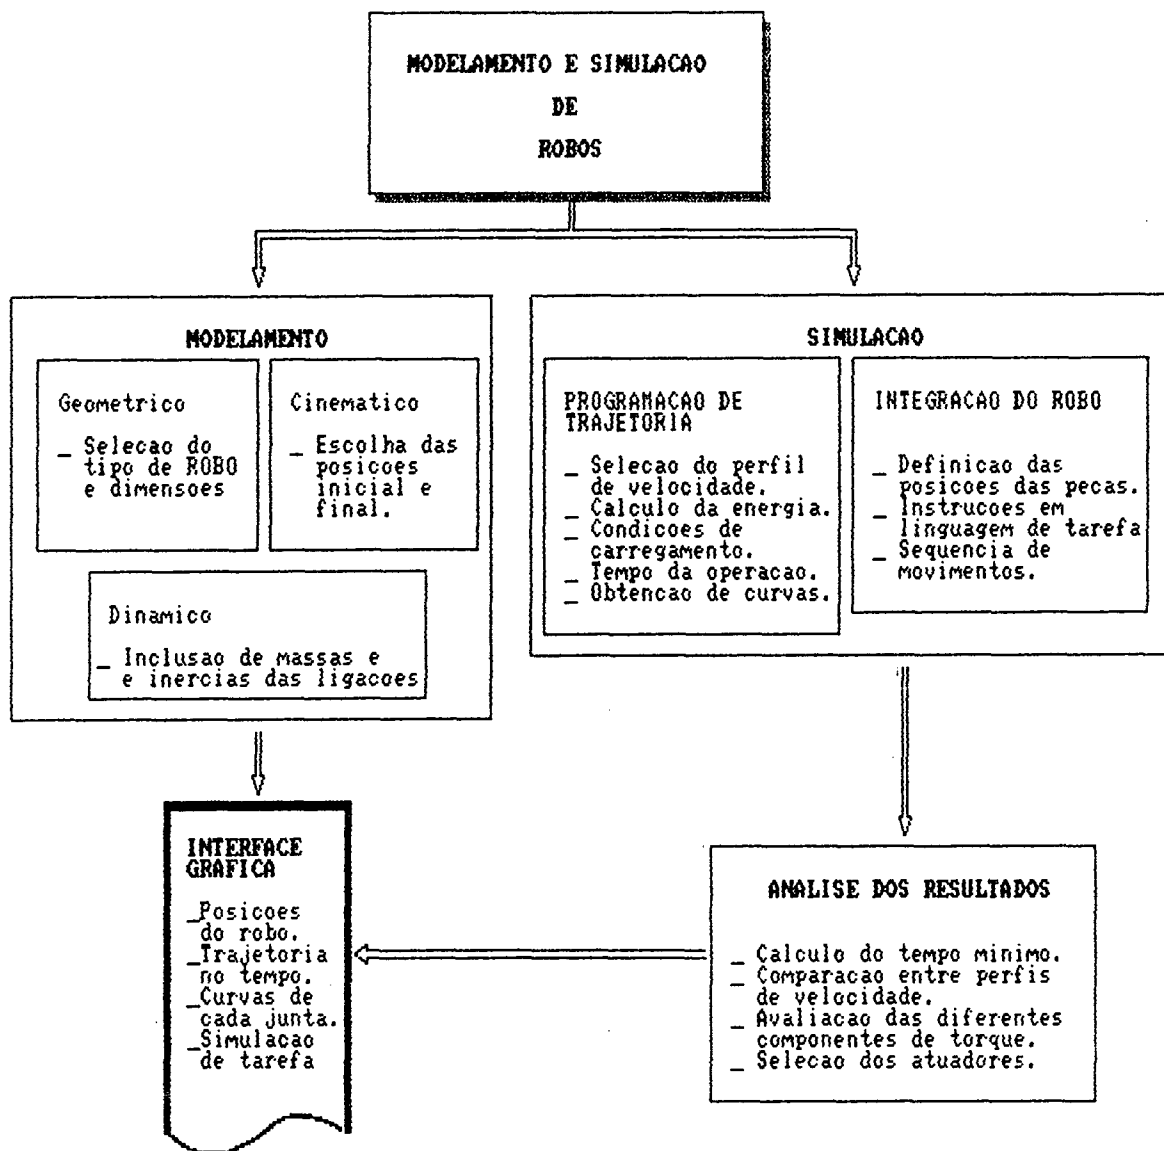 MODELAMENTO E SIMULACAO
DE
ROBOS
MODELAMENTO
Geometrico
_ Selecao do
tipo de ROBO
e dimensoes
Cinematico
_ Escolha das
posicoes
inicial e
final.
Dinamico
_ Inclusao de massas e
e inercias das ligacoes
SIMULACAO
PROGRAMACAO DE
TRAJETORIA
_ Selecao do perfil
de velocidade.
_ Calculo da energia.
_ Condicoes de
carregamento.
_ Tempo da operacao.
_ Obtencao de curvas.
INTEGRACAO DO ROBO
_ Definicao das
posicoes das pecas.
_ Instrucoes em
linguagem de tarefa
_ Sequencia de
movimentos.
INTERFACE
GRAFICA
_Posicoes
do robo.
_Trajetoria
no tempo.
_Curvas de
cada junta.
_Simulacao
de tarefa
ANALISE DOS RESULTADOS
_ Calculo do tempo minimo.
_ Comparacao entre perfis
de velocidade.
_ Avaliacao das diferentes
componentes de torque.
_ Selecao dos atuadores.